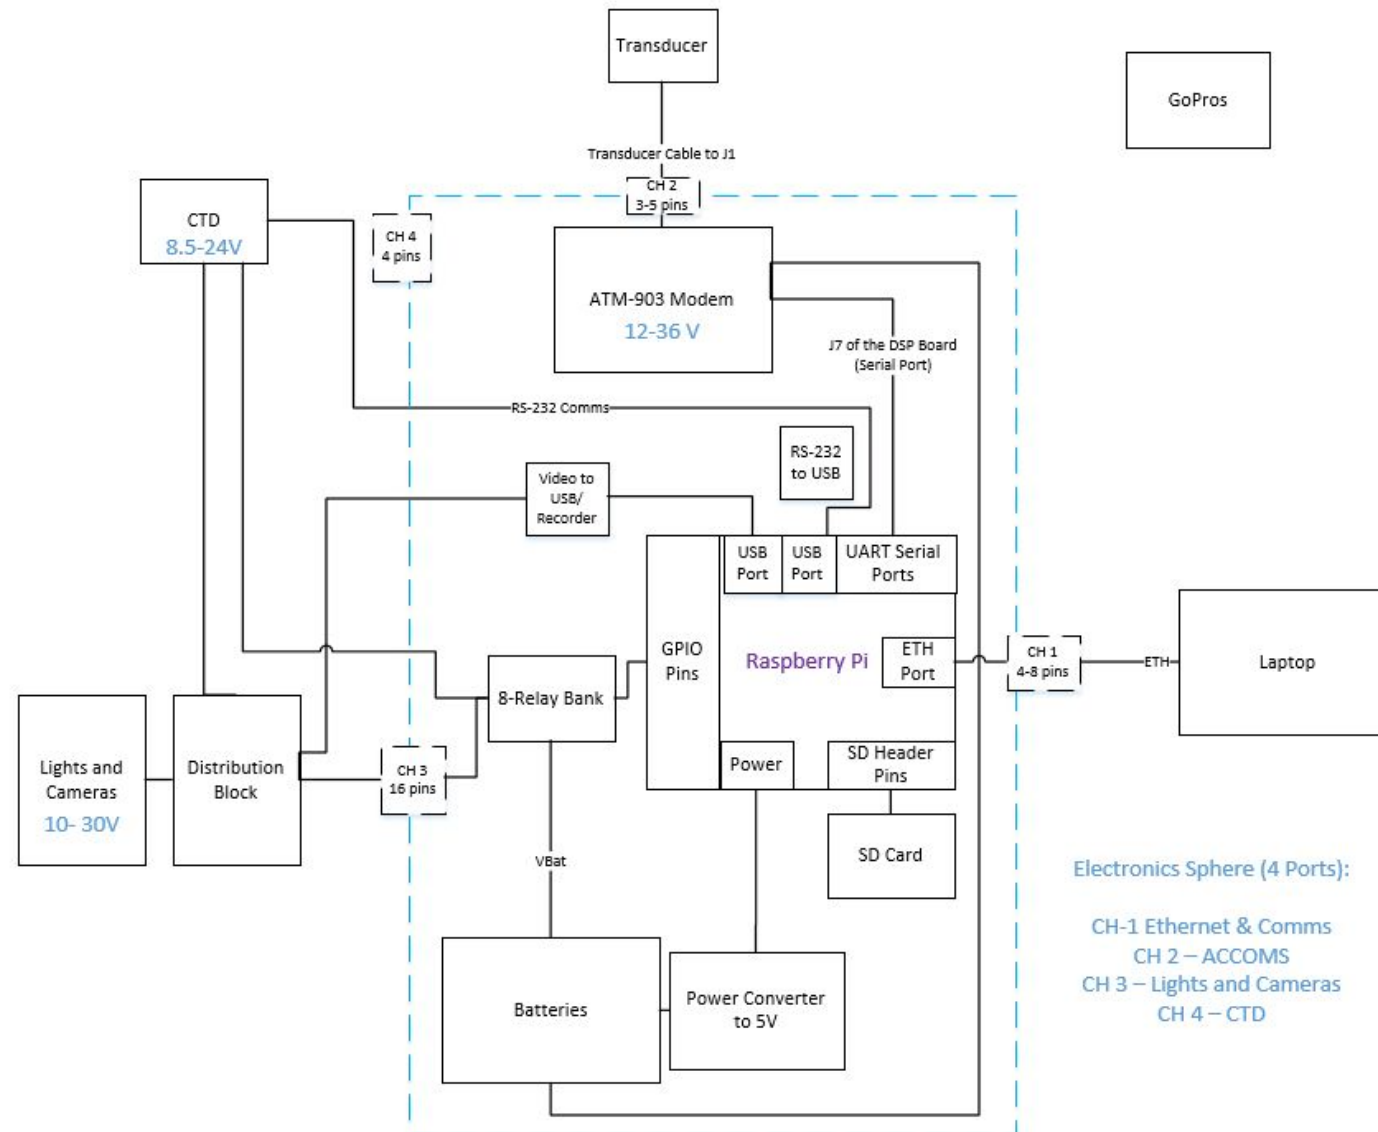 Transducer
GoPros
Transducer Cable to J1
CH 2
3-5 pins
CTD
8.5-24V
CH 4
4 pins
ATM-903 Modem
12-36 V
J7 of the DSP Board
(Serial Port)
RS-232 Comms
RS-232
to USB
Video to
USB/
Recorder
USB
Port
USB
Port
UART Serial
Ports
GPIO
Pins
Raspberry Pi
ETH
Port
CH 1
4-8 pins
ETH
Laptop
8-Relay Bank
Lights and
Cameras
10- 30V
Distribution
Block
CH 3
16 pins
Power
SD Header
Pins
SD Card
VBat
Batteries
Power Converter
to 5V
Electronics Sphere (4 Ports):
CH-1 Ethernet & Comms
CH 2 – ACCOMS
CH 3 – Lights and Cameras
CH 4 – CTD